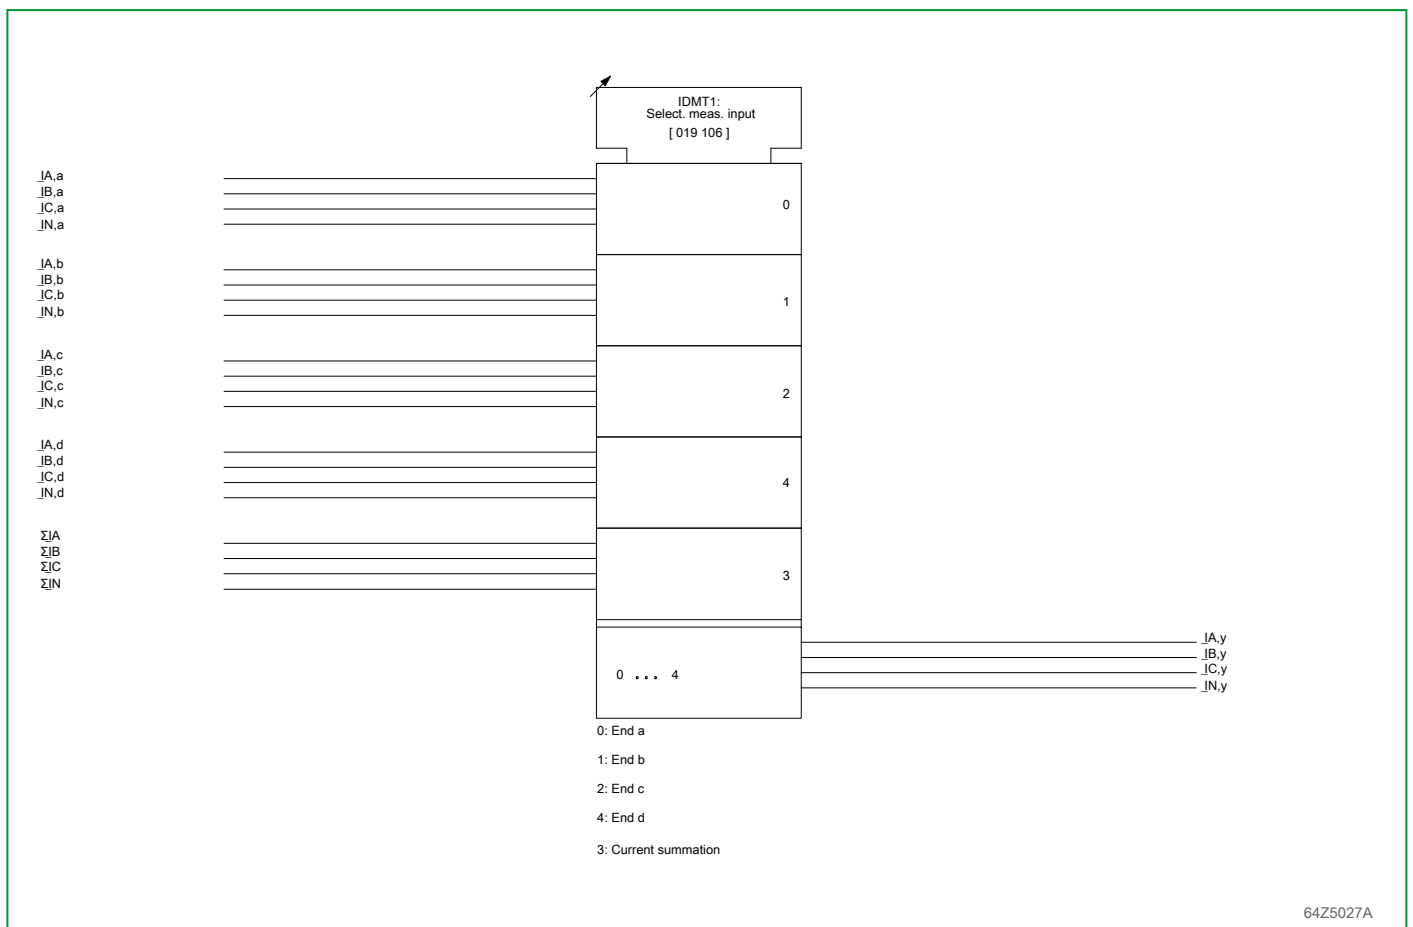 IDMT1:
Select. meas. input
[ 019 106 ]
_IA,a
_IB,a
_IC,a
_IN,a
0
_IA,b
_IB,b
_IC,b
_IN,b
1
_IA,c
_IB,c
_IC,c
_IN,c
2
_IA,d
_IB,d
_IC,d
_IN,d
4
Σ_IA
Σ_IB
Σ_IC
Σ_IN
3
_IA,y
_IB,y
_IC,y
_IN,y
0 ... 4
0: End a
1: End b
2: End c
4: End d
3: Current summation
64Z5027A